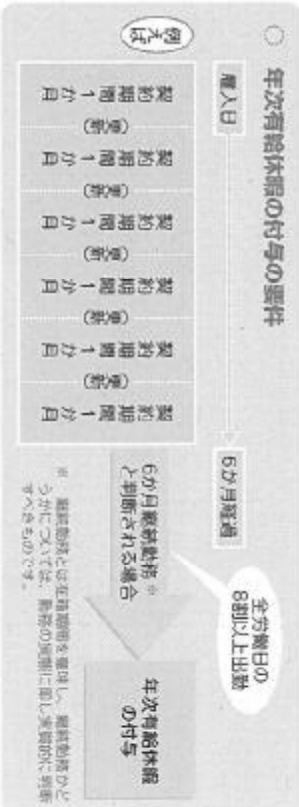 ○ 年次有給休暇の付与の要件
雇入日
6か月経過
例えば
契約期間1か月
(更新)
契約期間1か月
(更新)
契約期間1か月
(更新)
契約期間1か月
(更新)
契約期間1か月
(更新)
契約期間1か月
6か月継続勤務※
と判断される場合
全労働日の
8割以上出勤
年次有給休暇
の付与
※ 継続勤務とは在籍期間を意味し、継続勤務かど
うかについては、勤務の実態に即し実質的に判断
すべきものです。